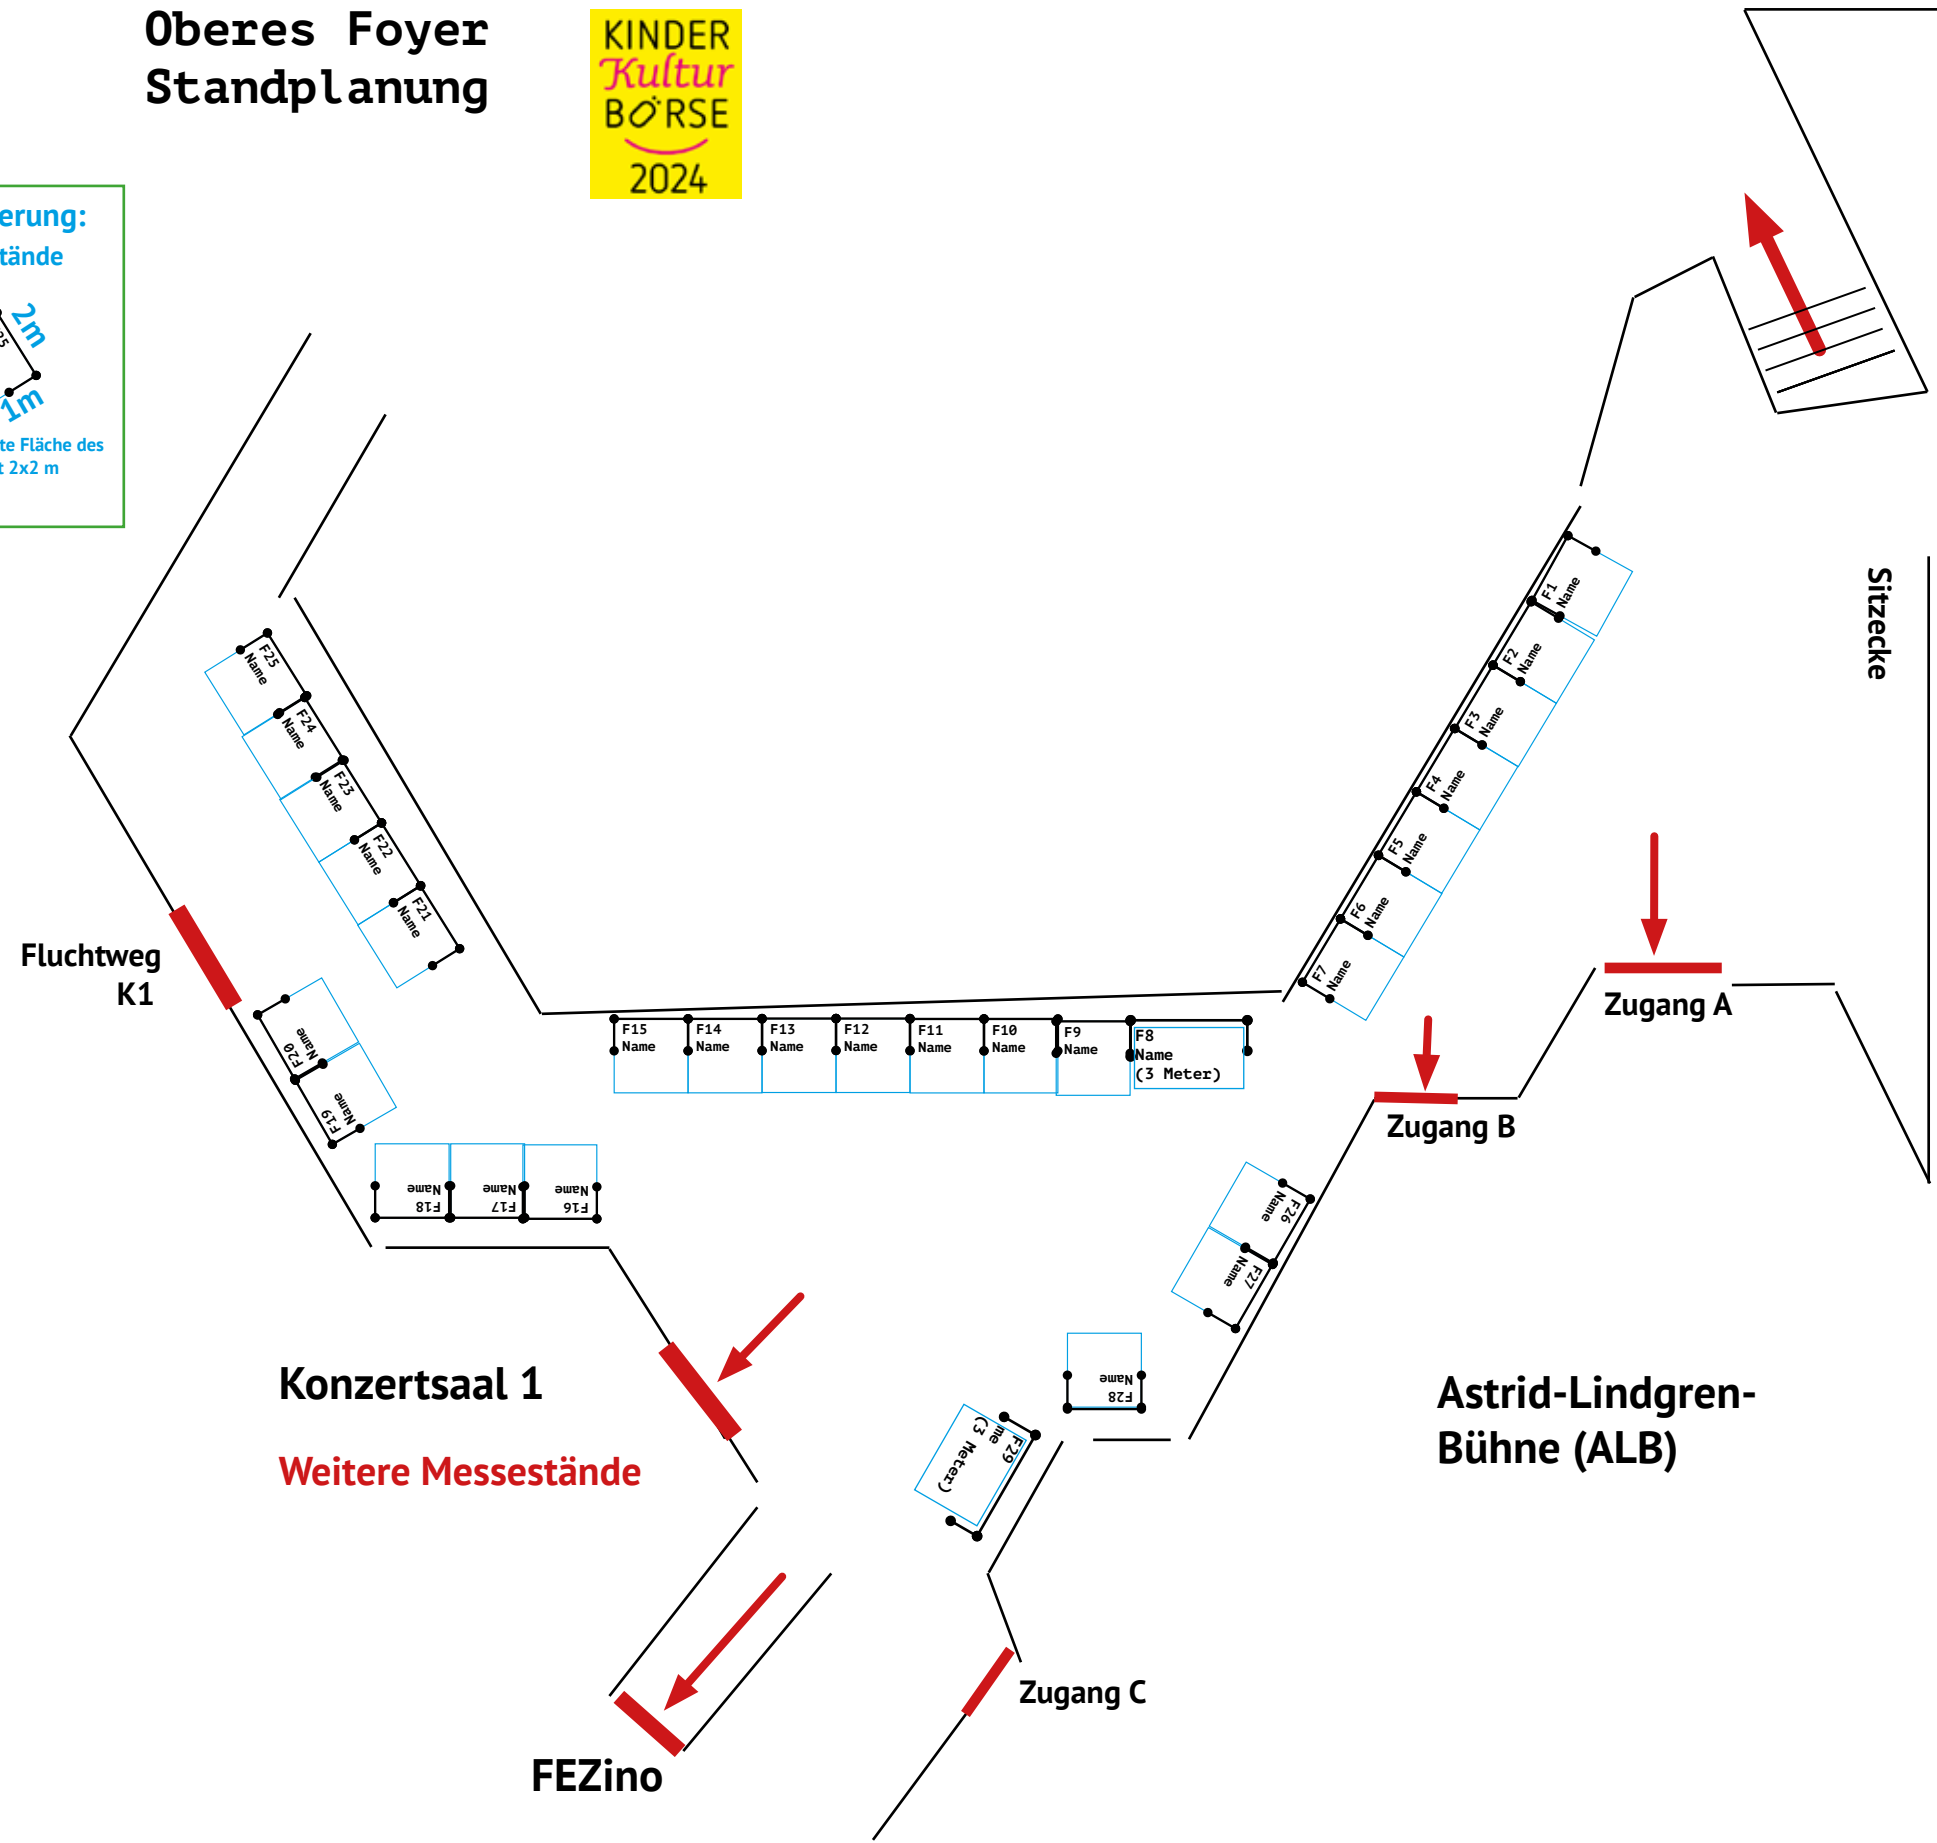 Oberes Foyer
Standplanung
KINDER
Kultur
BÖRSE
2024
erung:
tände
2m
25
1m
te Fläche des
t 2x2 m
Sitzecke
F1
Name
F2
Name
F3
Name
F4
Name
F5
Name
F6
Name
F7
Name
F25
Name
F24
Name
F23
Name
F22
Name
F21
Name
Fluchtweg
K1
F20
Name
F19
Name
F15
Name
F14
Name
F13
Name
F12
Name
F11
Name
F10
Name
F9
Name
F8
Name
(3 Meter)
Zugang A
Zugang B
F18
Name
F17
Name
F16
Name
F26
Name
F27
Name
F28
Name
F29
me
(3 Meter)
Konzertsaal 1
Weitere Messestände
Astrid-Lindgren-
Bühne (ALB)
Zugang C
FEZino